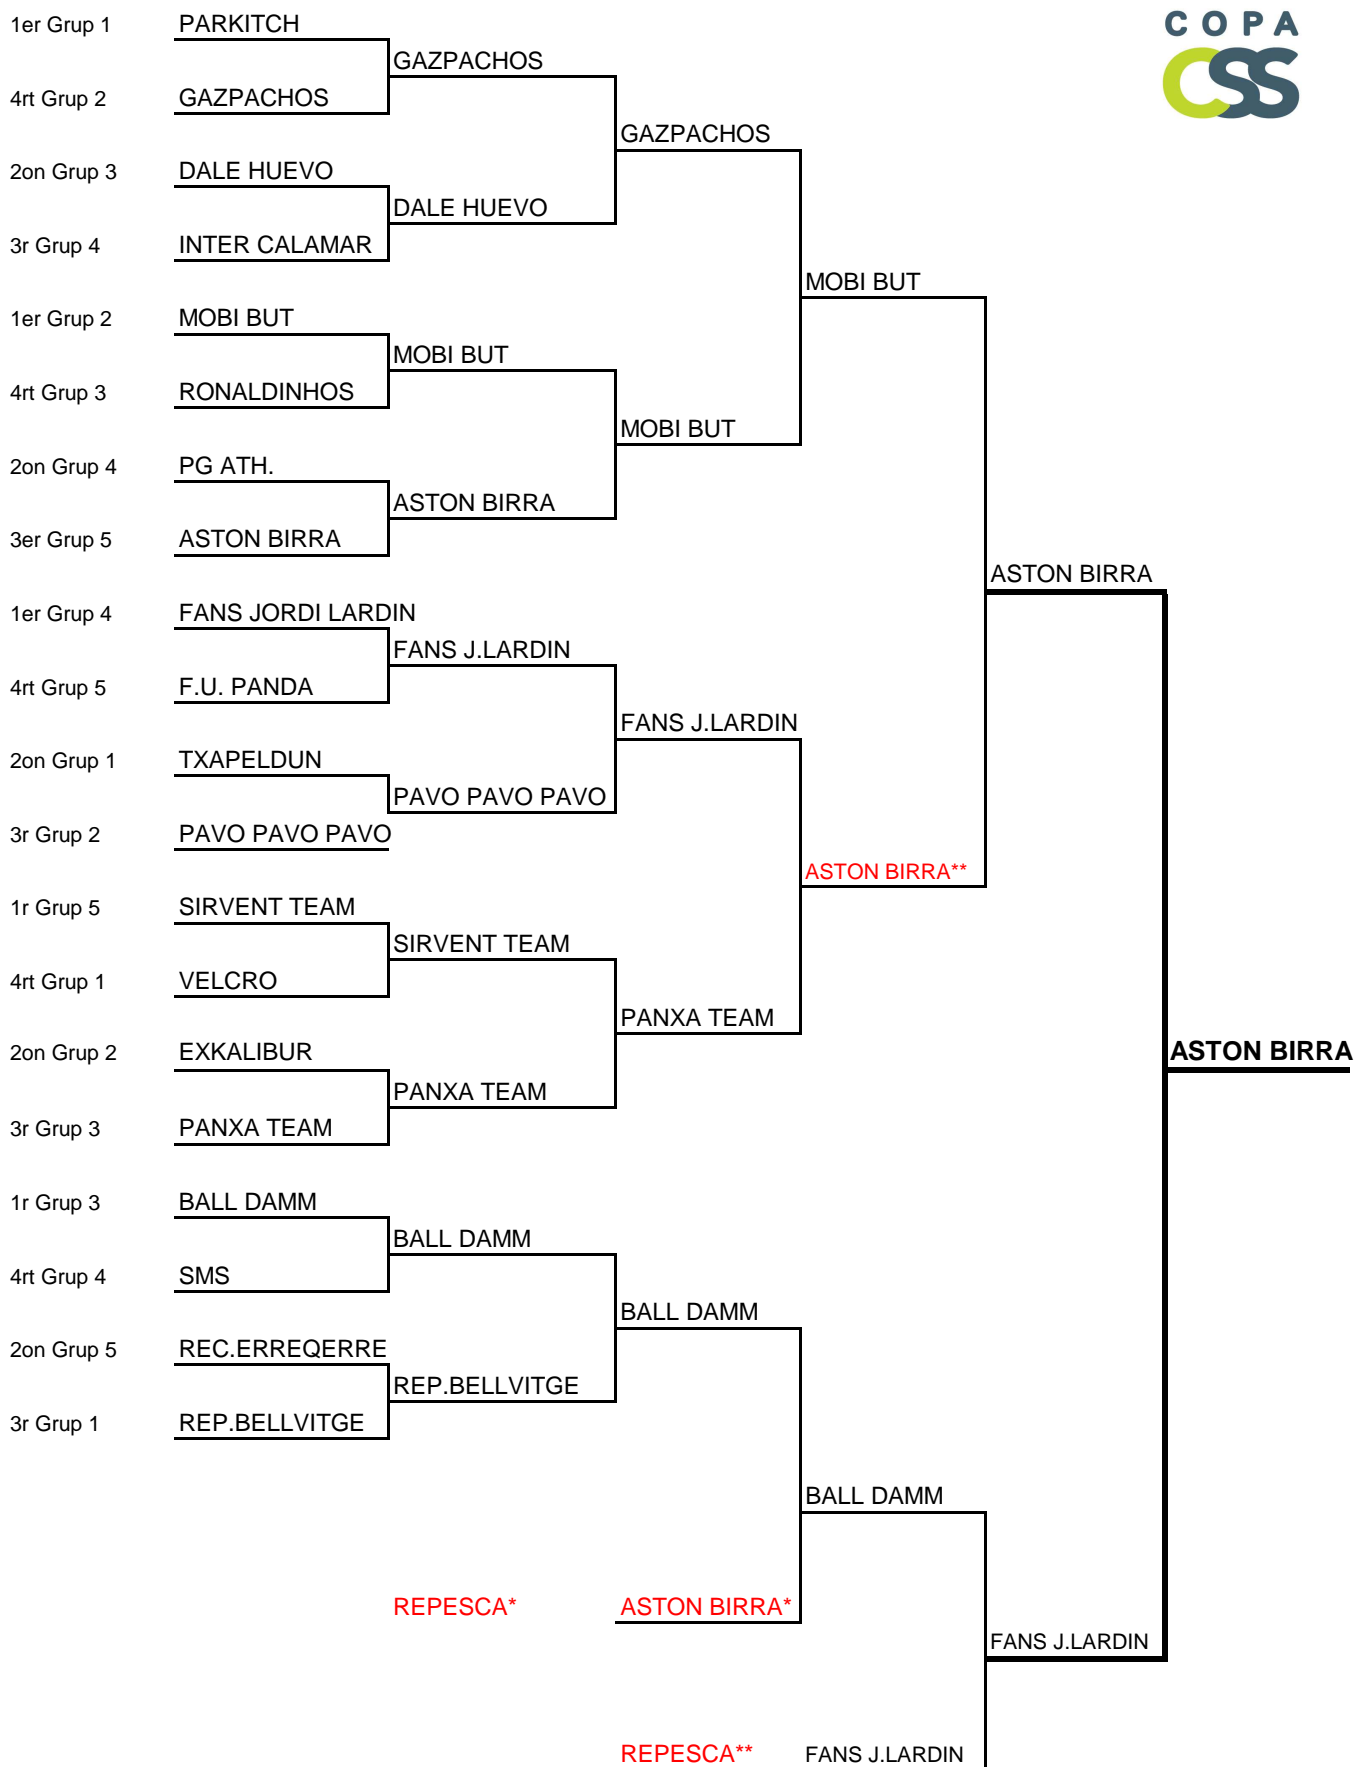 1er Grup 1 PARKITCH
COPA
CSS
GAZPACHOS
4rt Grup 2 GAZPACHOS
GAZPACHOS
2on Grup 3 DALE HUEVO
DALE HUEVO
3r Grup 4 INTER CALAMAR
MOBI BUT
1er Grup 2 MOBI BUT
MOBI BUT
4rt Grup 3 RONALDINHOS
MOBI BUT
2on Grup 4 PG ATH.
ASTON BIRRA
3er Grup 5 ASTON BIRRA
ASTON BIRRA
1er Grup 4 FANS JORDI LARDIN
FANS J.LARDIN
4rt Grup 5 F.U. PANDA
FANS J.LARDIN
2on Grup 1 TXAPELDUN
PAVO PAVO PAVO
3r Grup 2 PAVO PAVO PAVO
ASTON BIRRA**
1r Grup 5 SIRVENT TEAM
SIRVENT TEAM
4rt Grup 1 VELCRO
PANXA TEAM
2on Grup 2 EXKALIBUR
ASTON BIRRA
PANXA TEAM
3r Grup 3 PANXA TEAM
1r Grup 3 BALL DAMM
BALL DAMM
4rt Grup 4 SMS
BALL DAMM
2on Grup 5 REC.ERREQERRE
REP.BELLVITGE
3r Grup 1 REP.BELLVITGE
BALL DAMM
REPESCA* ASTON BIRRA*
FANS J.LARDIN
REPESCA** FANS J.LARDIN